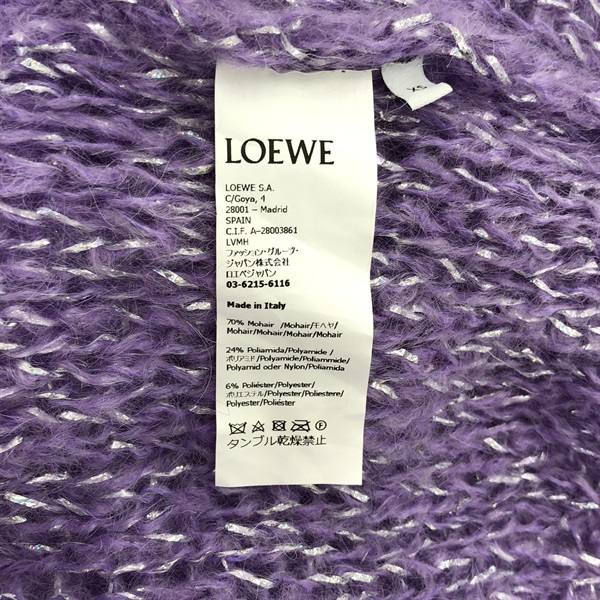 XS
LOEWE
LOEWE S.A.
C/Goya, 4
28001 – Madrid
SPAIN
C.I.F. A-28003861
LVMH
ファッション・グループ・
ジャパン株式会社
ロエベジャパン
03-6215-6116
Made in Italy
70% Mohair /Mohair/モヘヤ/
Mohair/Mohair/Mohair/Mohair
24% Poliamida/Polyamide /
ポリアミド/Polyamide/Poliammide/
Polyamid oder Nylon/Poliamida
6% Poliéster/Polyester/
ポリエステル/Polyester/Poliestere/
Polyester/Poliéster
タンブル乾燥禁止